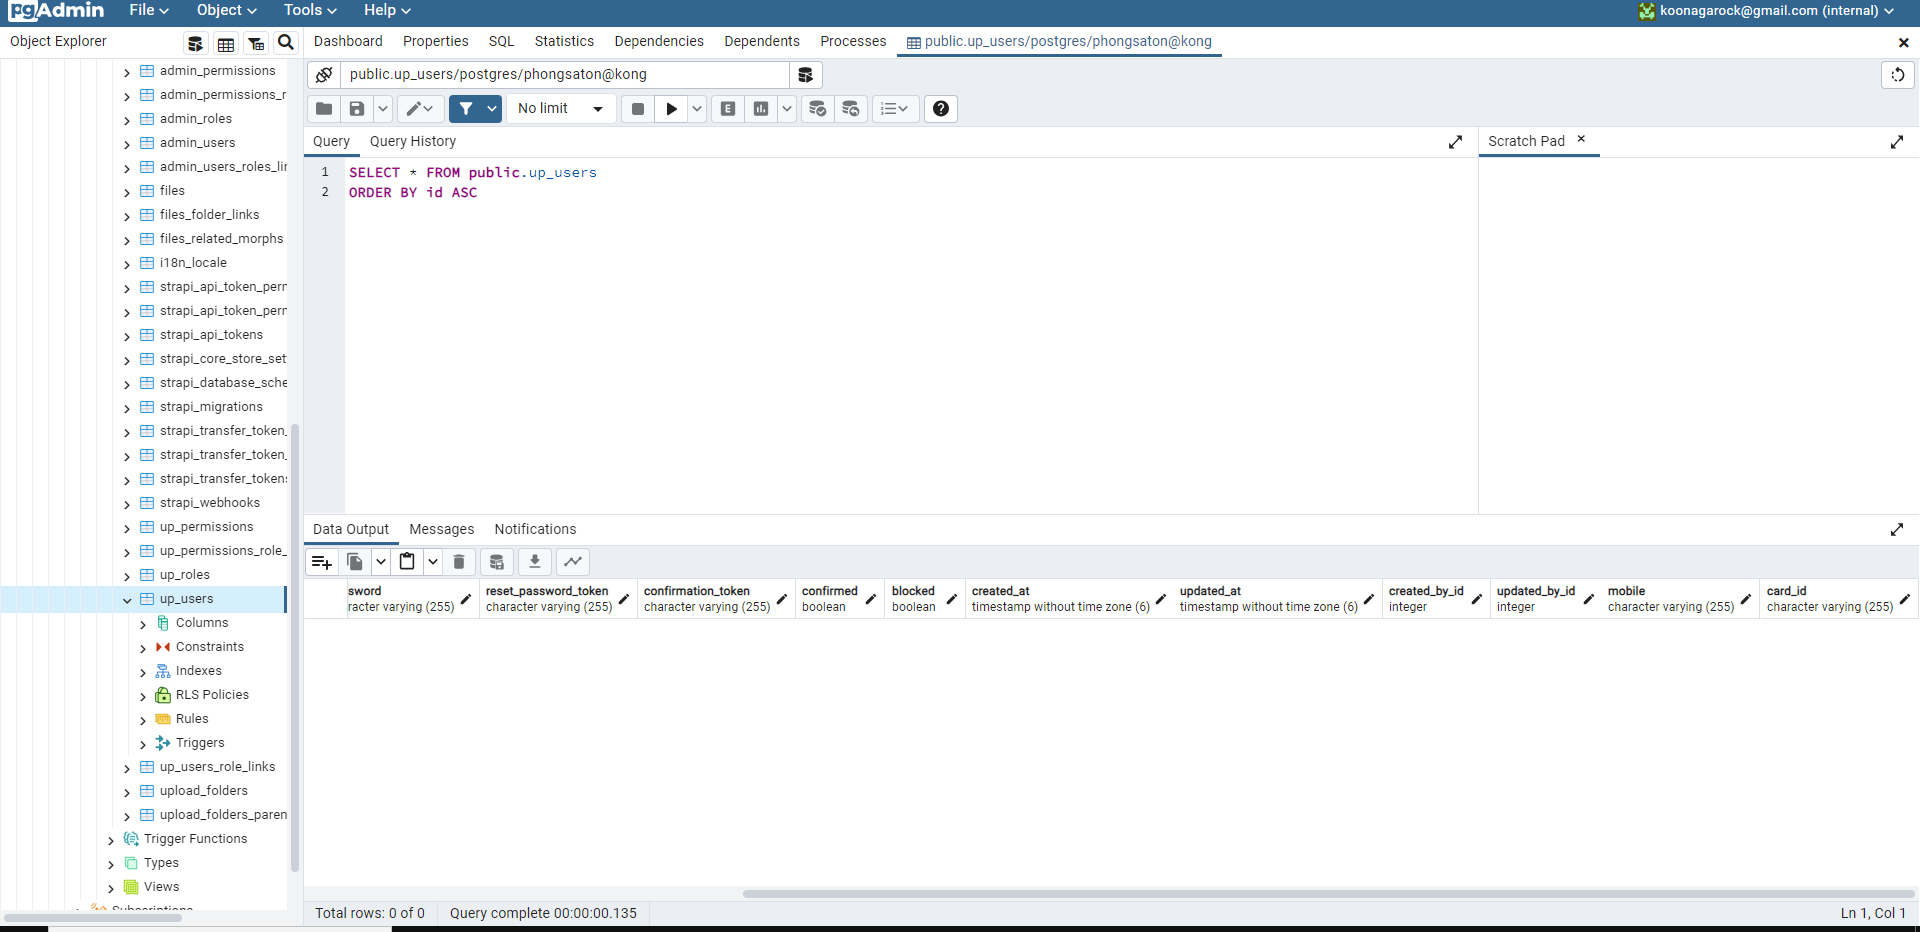 pgAdmin File Object Tools Help koonagarock@gmail.com (internal)
Object Explorer
Dashboard Properties SQL Statistics Dependencies Dependents Processes public.up_users/postgres/phongsaton@kong
public.up_users/postgres/phongsaton@kong
No limit
E
Query Query History
Scratch Pad
1 SELECT * FROM public.up_users
2 ORDER BY id ASC
admin_permissions
admin_permissions_r
admin_roles
admin_users
admin_users_roles_lin
files
files_folder_links
files_related_morphs
i18n_locale
strapi_api_token_perm
strapi_api_token_perm
strapi_api_tokens
strapi_core_store_set
strapi_database_sche
strapi_migrations
strapi_transfer_token_
strapi_transfer_token_
strapi_transfer_tokens
strapi_webhooks
up_permissions
up_permissions_role_
up_roles
up_users
Columns
Constraints
Indexes
RLS Policies
Rules
Triggers
up_users_role_links
upload_folders
upload_folders_paren
Trigger Functions
Types
Views
Subscriptions
Data Output Messages Notifications
sword reset_password_token confirmation_token confirmed blocked created_at updated_at created_by_id updated_by_id mobile card_id
racter varying (255) character varying (255) character varying (255) boolean boolean timestamp without time zone (6) timestamp without time zone (6) integer integer character varying (255) character varying (255)
Total rows: 0 of 0 Query complete 00:00:00.135 Ln 1, Col 1